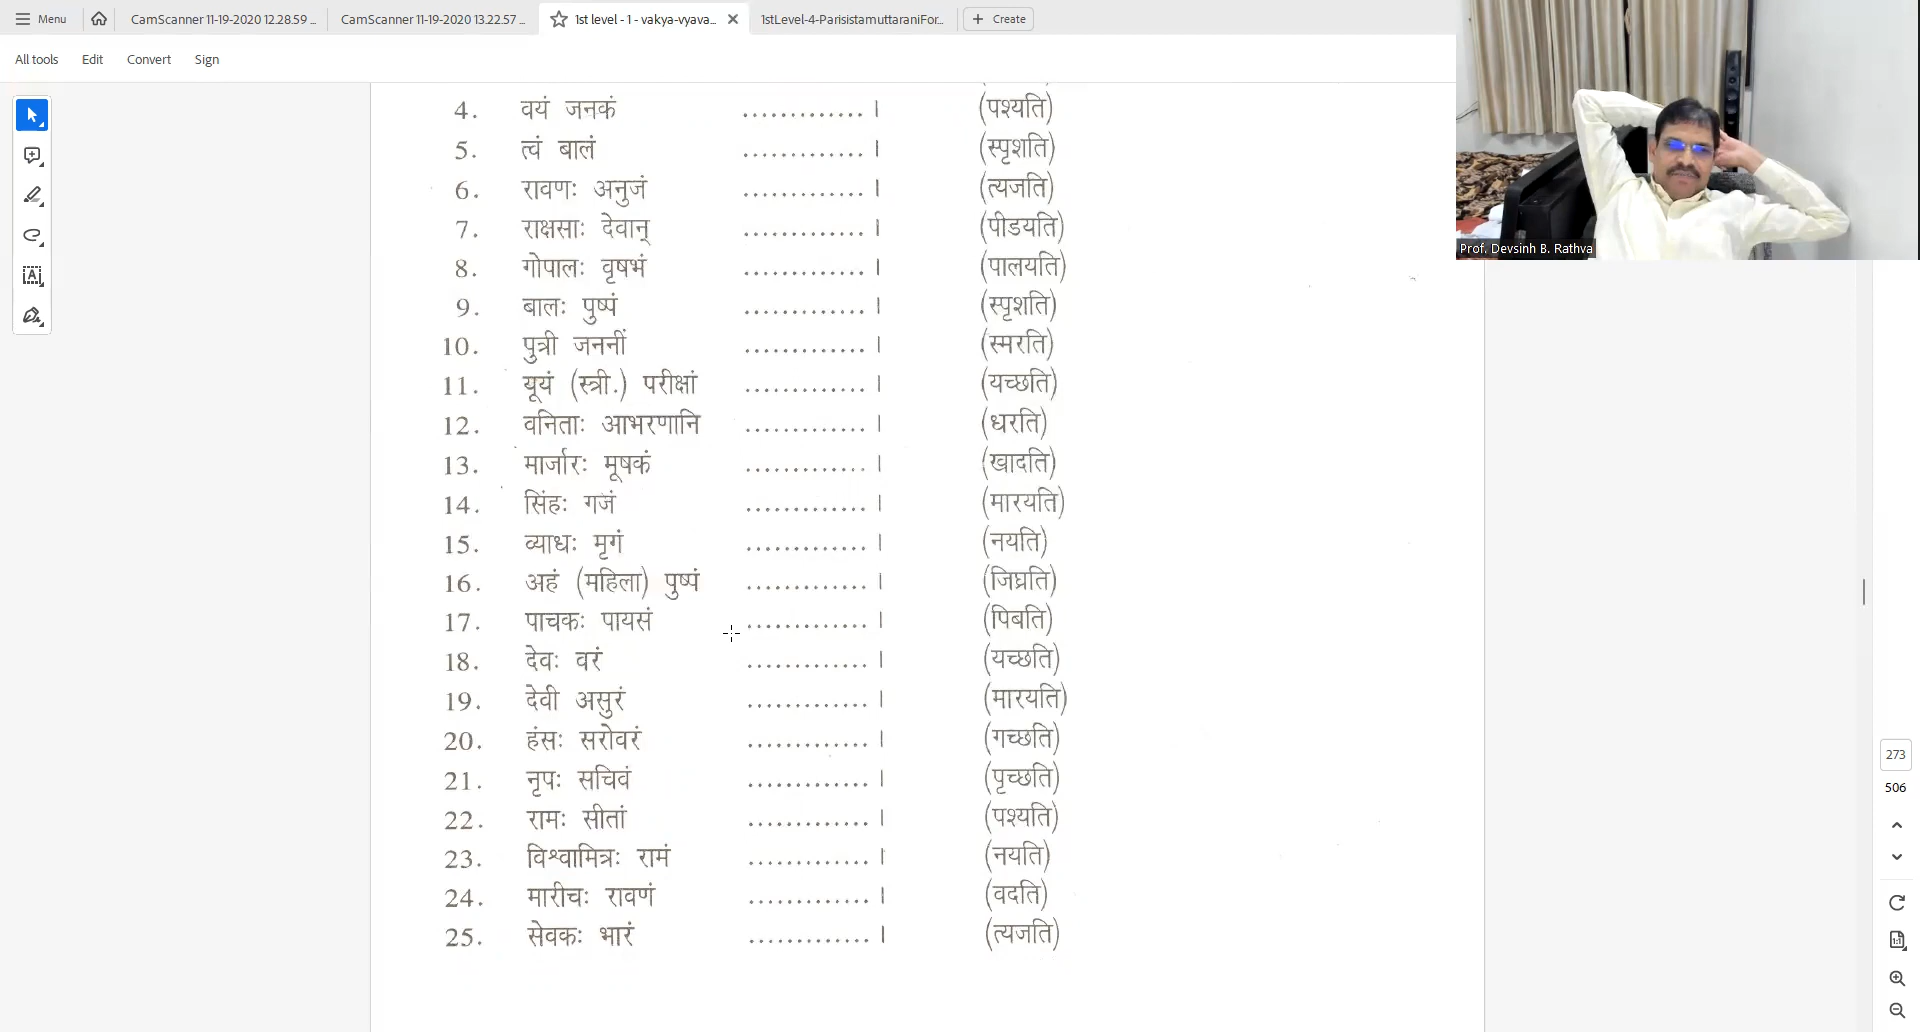 Menu CamScanner 11-19-2020 12.28.59 ... CamScanner 11-19-2020 13.22.57 ... 1st level - 1 - vakya-vyava... 1stLevel-4-ParisistamuttaraniFor... Create
All tools Edit Convert Sign
4. वयं जनकं ............. । (पश्यति)
5. त्वं बालं ............. । (स्पृशति)
6. रावणः अनुजं ............. । (त्यजति)
7. राक्षसाः देवान् ............. । (पीडयति)
8. गोपालः वृषभं ............. । (पालयति)
9. बालः पुष्पं ............. । (स्पृशति)
10. पुत्री जननीं ............. । (स्मरति)
11. यूयं (स्त्री.) परीक्षां ............. । (यच्छति)
12. वनिताः आभरणानि ............. । (धरति)
13. मार्जारः मूषकं ............. । (खादति)
14. सिंहः गजं ............. । (मारयति)
15. व्याधः मृगं ............. । (नयति)
16. अहं (महिला) पुष्पं ............. । (जिघ्रति)
17. पाचकः पायसं ............. । (पिबति)
18. देवः वरं ............. । (यच्छति)
19. देवी असुरं ............. । (मारयति)
20. हंसः सरोवरं ............. । (गच्छति)
21. नृपः सचिवं ............. । (पृच्छति)
22. रामः सीतां ............. । (पश्यति)
23. विश्वामित्रः रामं ............. । (नयति)
24. मारीचः रावणं ............. । (वदति)
25. सेवकः भारं ............. । (त्यजति)
Prof. Devsinh B. Rathva
273
506
1:1